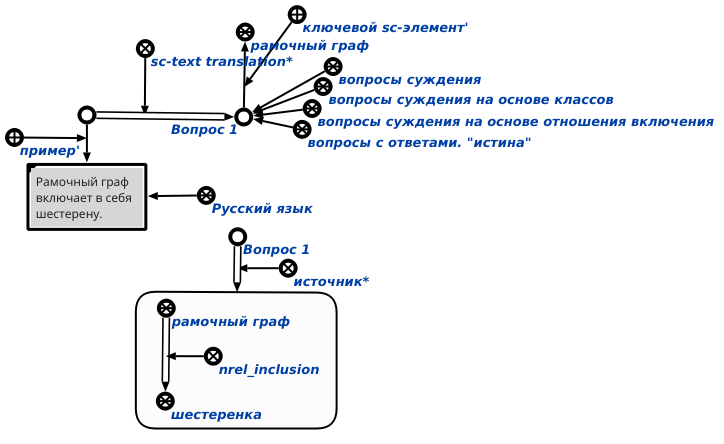 ключевой sc-элемент'
рамочный граф
sc-text translation*
вопросы суждения
вопросы суждения на основе классов
вопросы суждения на основе отношения включения
Вопрос 1
вопросы с ответами. "истина"
пример'
Рамочный граф
включает в себя
шестерену.
Русский язык
Вопрос 1
источник*
рамочный граф
nrel_inclusion
шестеренка